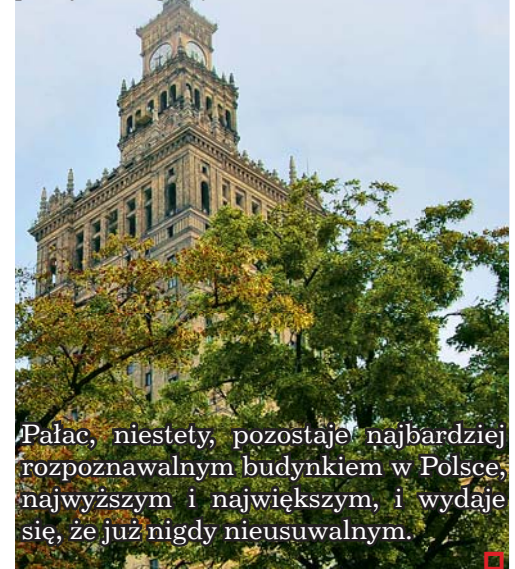 Pałac, niestety, pozostaje najbardziej
rozpoznawalnym budynkiem w Polsce,
najwyższym i największym, i wydaje
się, że już nigdy nieusuwalnym.